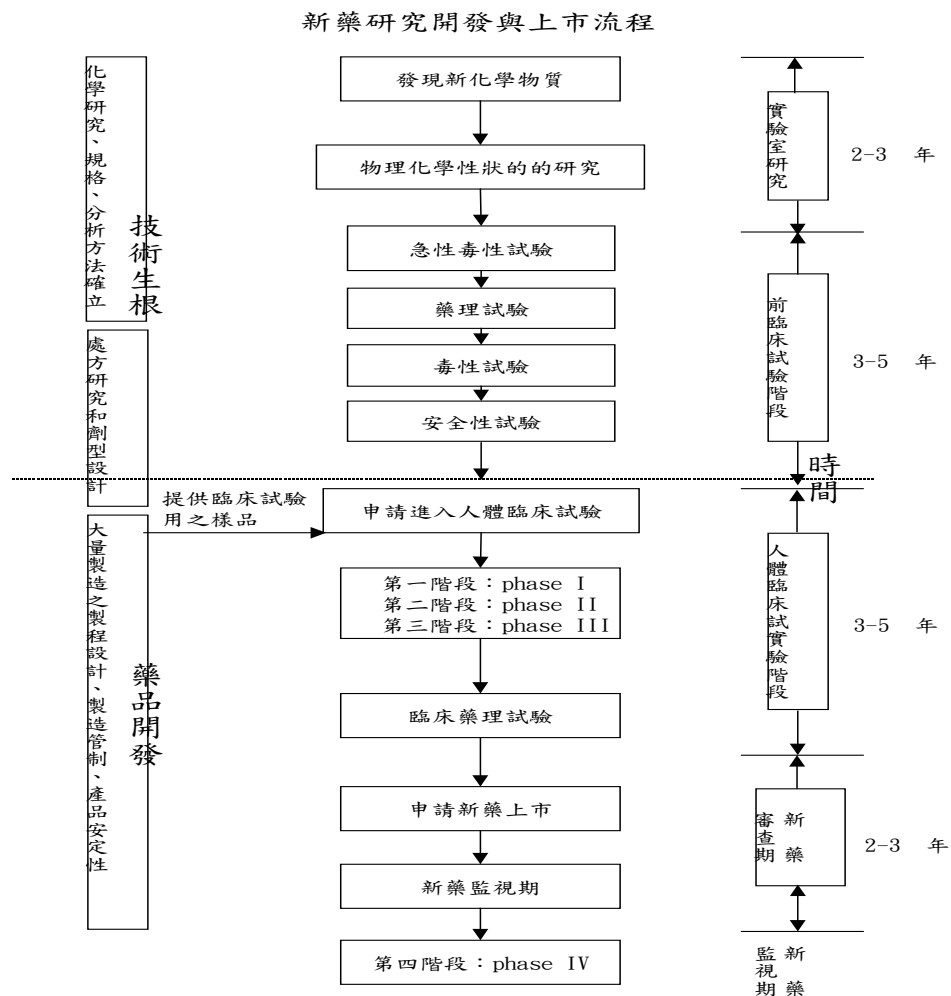 新藥研究開發與上市流程
化學研究、規格、分析方法確立
處方研究和劑型設計
大量製造之製程設計、製造管制、產品安定性
技術生根
藥品開發
發現新化學物質
物理化學性狀的的研究
急性毒性試驗
藥理試驗
毒性試驗
安全性試驗
提供臨床試驗
用之樣品
申請進入人體臨床試驗
第一階段：phase I
第二階段：phase II
第三階段：phase III
臨床藥理試驗
申請新藥上市
新藥監視期
第四階段：phase IV
實驗室研究
2-3 年
前臨床試驗階段
3-5 年
時間
人體臨床試實驗階段
3-5 年
新藥
審查期
2-3 年
新藥
監視期